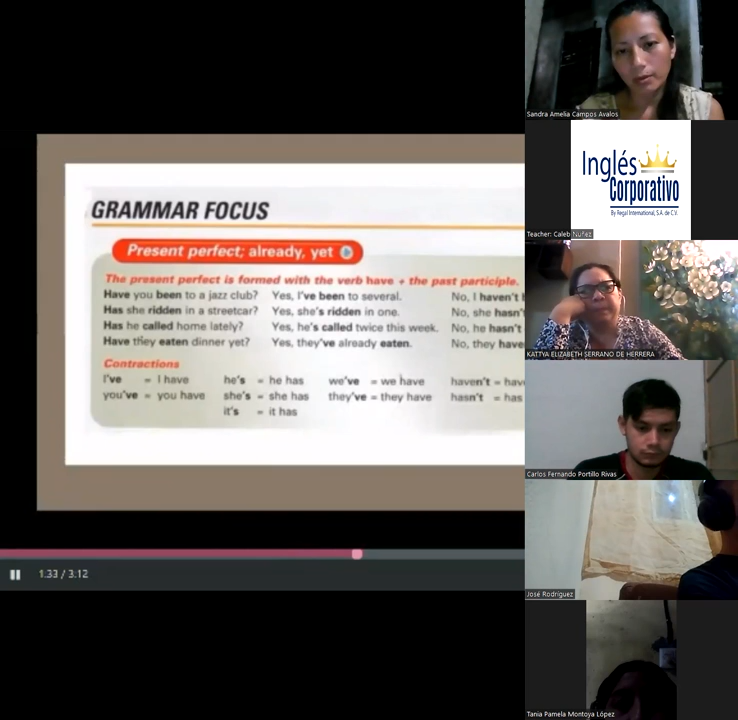 GRAMMAR FOCUS
Present perfect; already, yet
The present perfect is formed with the verb have + the past participle.
Have you been to a jazz club? Yes, I've been to several. No, I haven't
Has she ridden in a streetcar? Yes, she's ridden in one. No, she hasn't
Has he called home lately? Yes, he's called twice this week. No, he hasn't
Have they eaten dinner yet? Yes, they've already eaten. No, they have
Contractions
I've = I have he's = he has we've = we have haven't = hav
you've = you have she's = she has they've = they have hasn't = has
it's = it has
1:33 / 3:12
Sandra Amelia Campos Avalos
Inglés
Corporativo
By Regal International, S.A. de C.V.
Teacher: Caleb Nuñez
KATTYA ELIZABETH SERRANO DE HERRERA
Carlos Fernando Portillo Rivas
José Rodríguez
Tania Pamela Montoya López